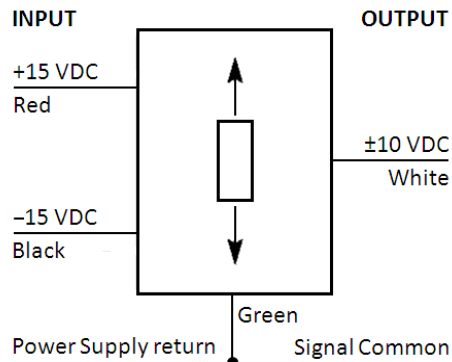 INPUT
OUTPUT
+15 VDC
Red
±10 VDC
White
−15 VDC
Black
Green
Power Supply return
Signal Common